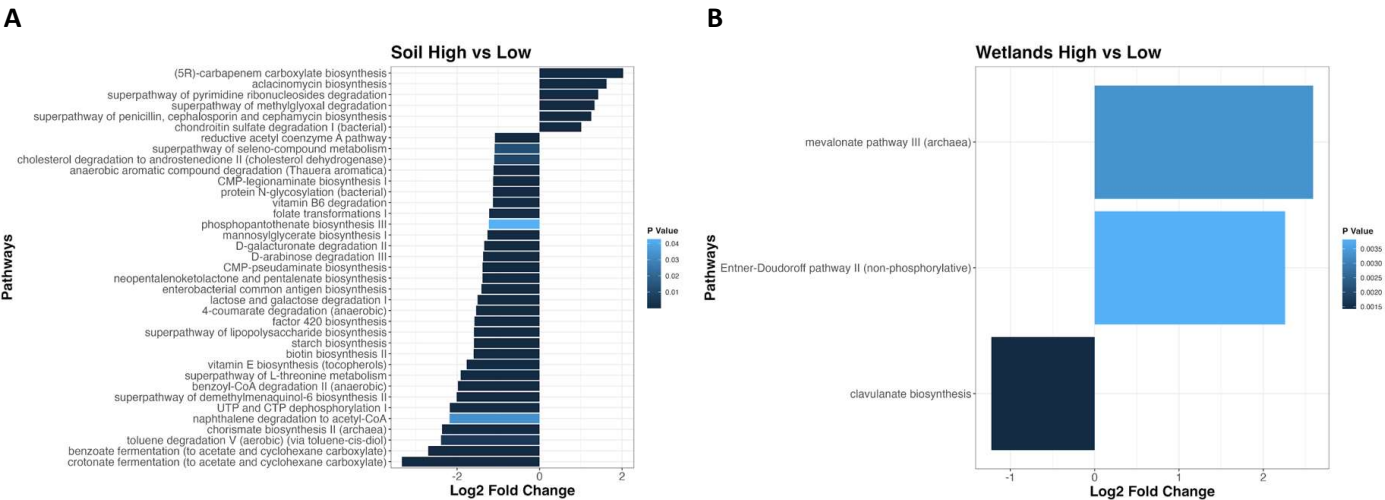 A
Soil High vs Low
(5R)-carbapenem carboxylate biosynthesis
aclacinomycin biosynthesis
superpathway of pyrimidine ribonucleosides degradation
superpathway of methylglyoxal degradation
superpathway of penicillin, cephalosporin and cephamycin biosynthesis
chondroitin sulfate degradation I (bacterial)
reductive acetyl coenzyme A pathway
superpathway of seleno-compound metabolism
cholesterol degradation to androstenedione II (cholesterol dehydrogenase)
anaerobic aromatic compound degradation (Thauera aromatica)
CMP-legionaminate biosynthesis I
protein N-glycosylation (bacterial)
vitamin B6 degradation
folate transformations I
phosphopantothenate biosynthesis III
mannosylglycerate biosynthesis I
D-galacturonate degradation II
D-arabinose degradation III
CMP-pseudaminate biosynthesis
neopentalenoketolactone and pentalenate biosynthesis
enterobacterial common antigen biosynthesis
lactose and galactose degradation I
4-coumarate degradation (anaerobic)
factor 420 biosynthesis
superpathway of lipopolysaccharide biosynthesis
starch biosynthesis
biotin biosynthesis II
vitamin E biosynthesis (tocopherols)
superpathway of L-threonine metabolism
benzoyl-CoA degradation II (anaerobic)
superpathway of demethylmenaquinol-6 biosynthesis II
UTP and CTP dephosphorylation I
naphthalene degradation to acetyl-CoA
chorismate biosynthesis II (archaea)
toluene degradation V (aerobic) (via toluene-cis-diol)
benzoate fermentation (to acetate and cyclohexane carboxylate)
crotonate fermentation (to acetate and cyclohexane carboxylate)
Pathways
-2 0 2
Log2 Fold Change
P Value
0.04
0.03
0.02
0.01
B
Wetlands High vs Low
mevalonate pathway III (archaea)
Entner-Doudoroff pathway II (non-phosphorylative)
clavulanate biosynthesis
Pathways
-1 0 1 2
Log2 Fold Change
P Value
0.0035
0.0030
0.0025
0.0020
0.0015